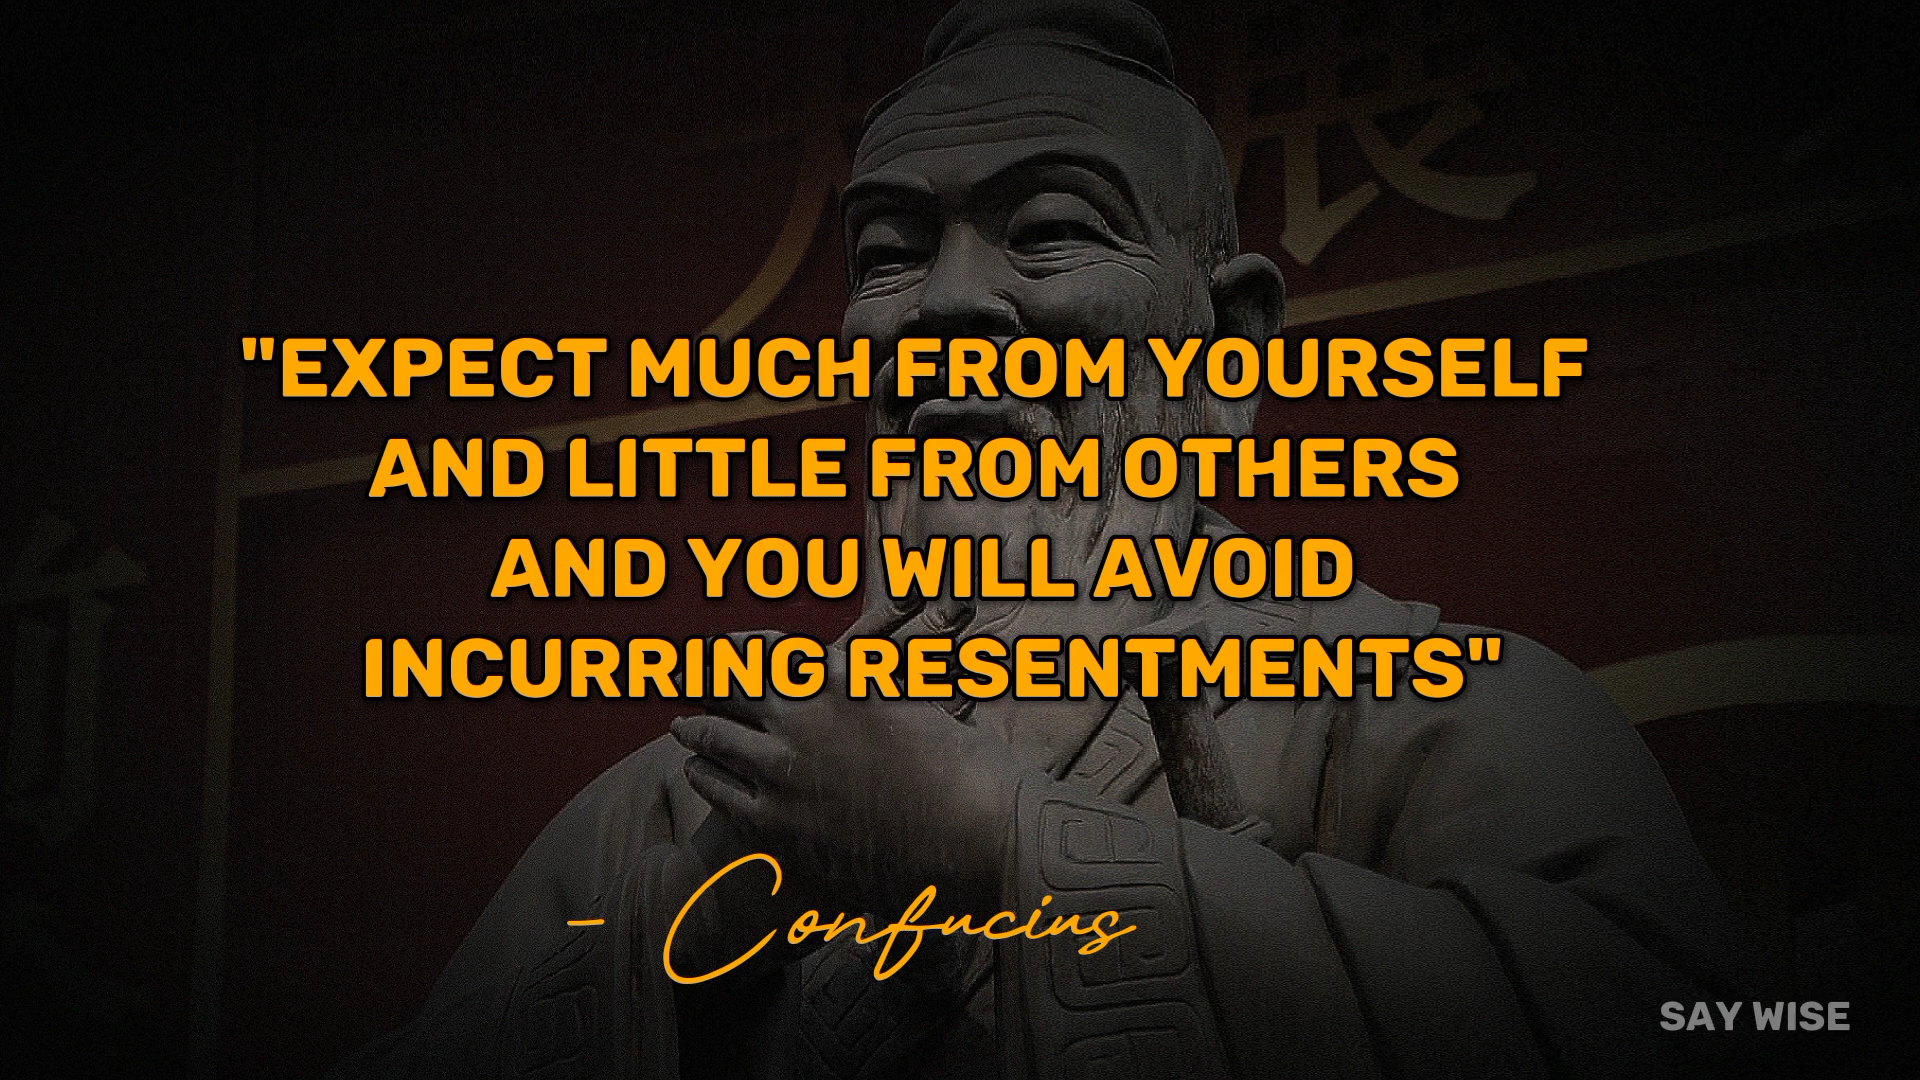 "EXPECT MUCH FROM YOURSELF
AND LITTLE FROM OTHERS
AND YOU WILL AVOID
INCURRING RESENTMENTS"
- Confucius
SAY WISE